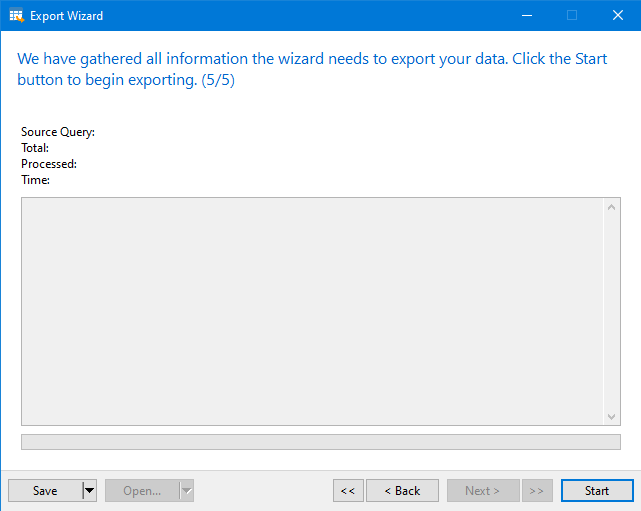 Export Wizard
We have gathered all information the wizard needs to export your data. Click the Start
button to begin exporting. (5/5)
Source Query:
Total:
Processed:
Time:
Save Open... << < Back Next > >> Start